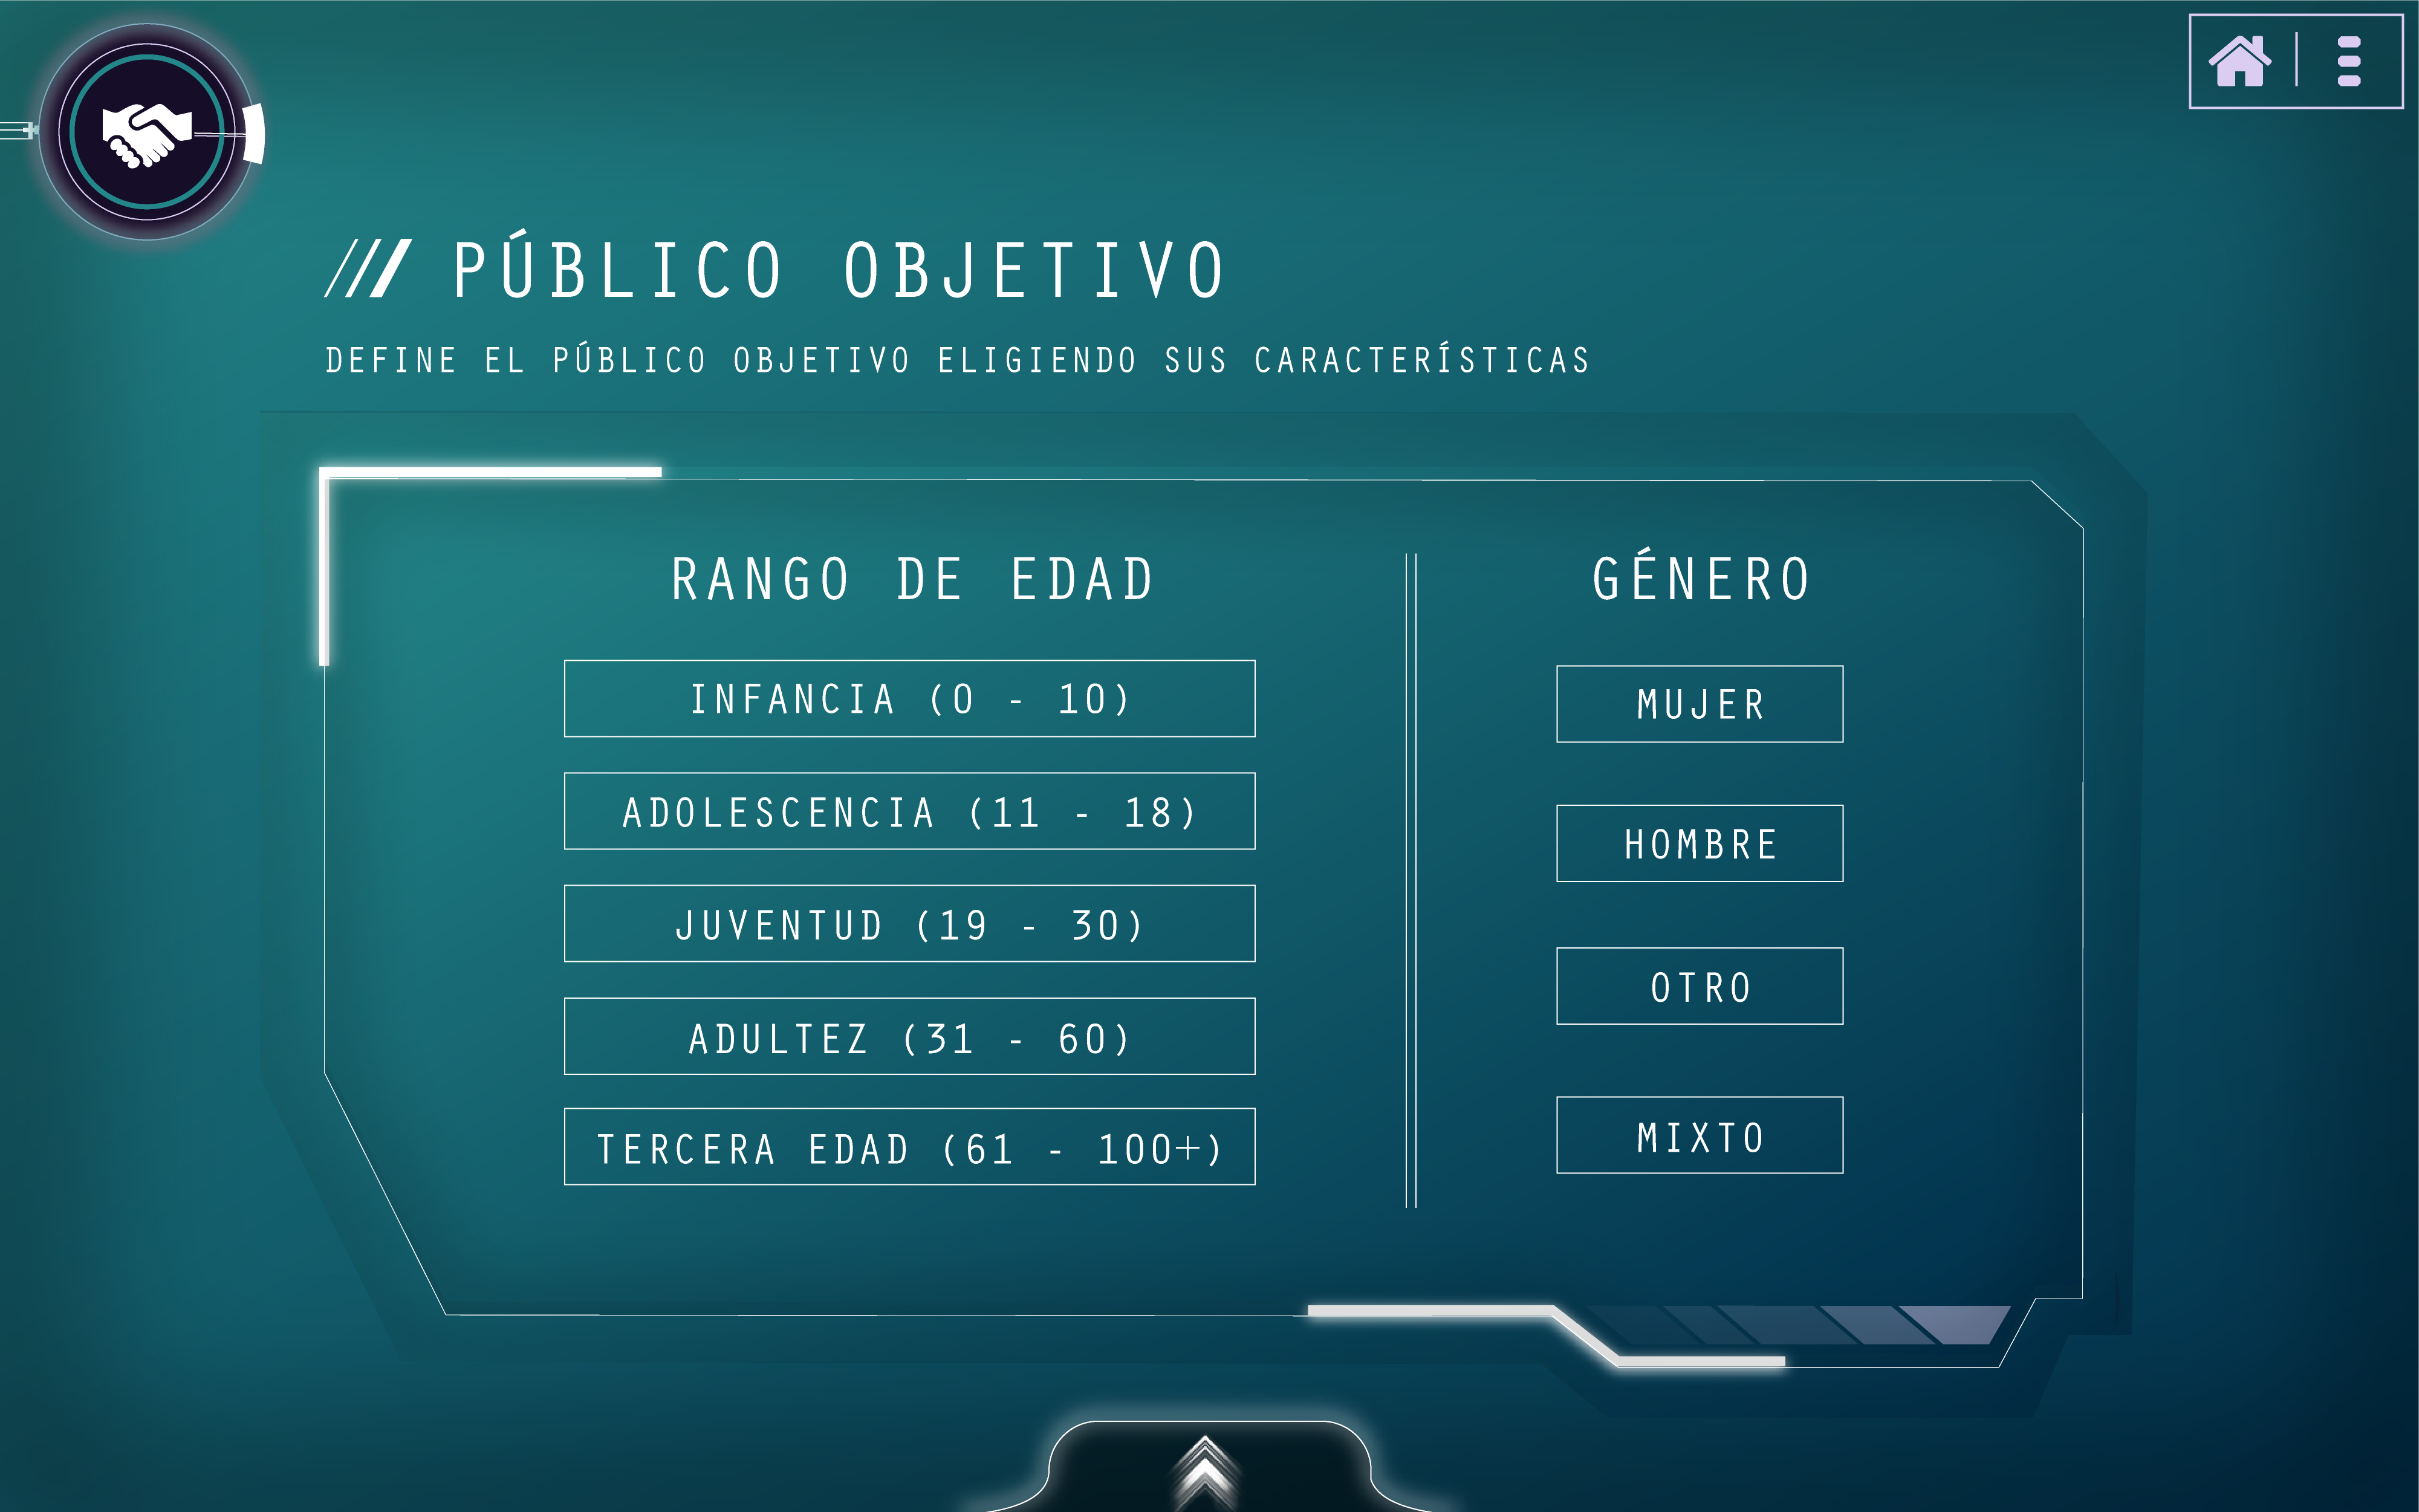 PÚBLICO OBJETIVO
DEFINE EL PÚBLICO OBJETIVO ELIGIENDO SUS CARACTERÍSTICAS
RANGO DE EDAD
INFANCIA (0 - 10)
ADOLESCENCIA (11 - 18)
JUVENTUD (19 - 30)
ADULTEZ (31 - 60)
TERCERA EDAD (61 - 100+)
GÉNERO
MUJER
HOMBRE
OTRO
MIXTO